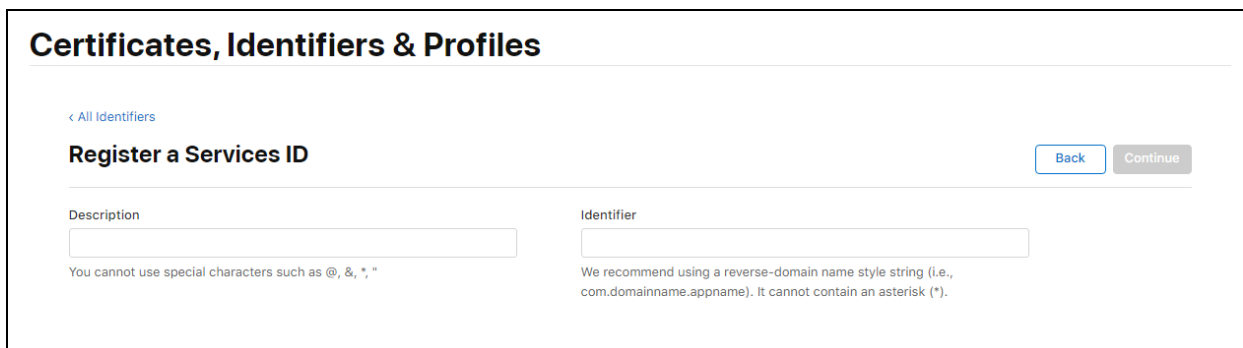 Certificates, Identifiers & Profiles
‹ All Identifiers
Register a Services ID
Back
Continue
Description
Identifier
You cannot use special characters such as @, &, *, "
We recommend using a reverse-domain name style string (i.e.,
com.domainname.appname). It cannot contain an asterisk (*).